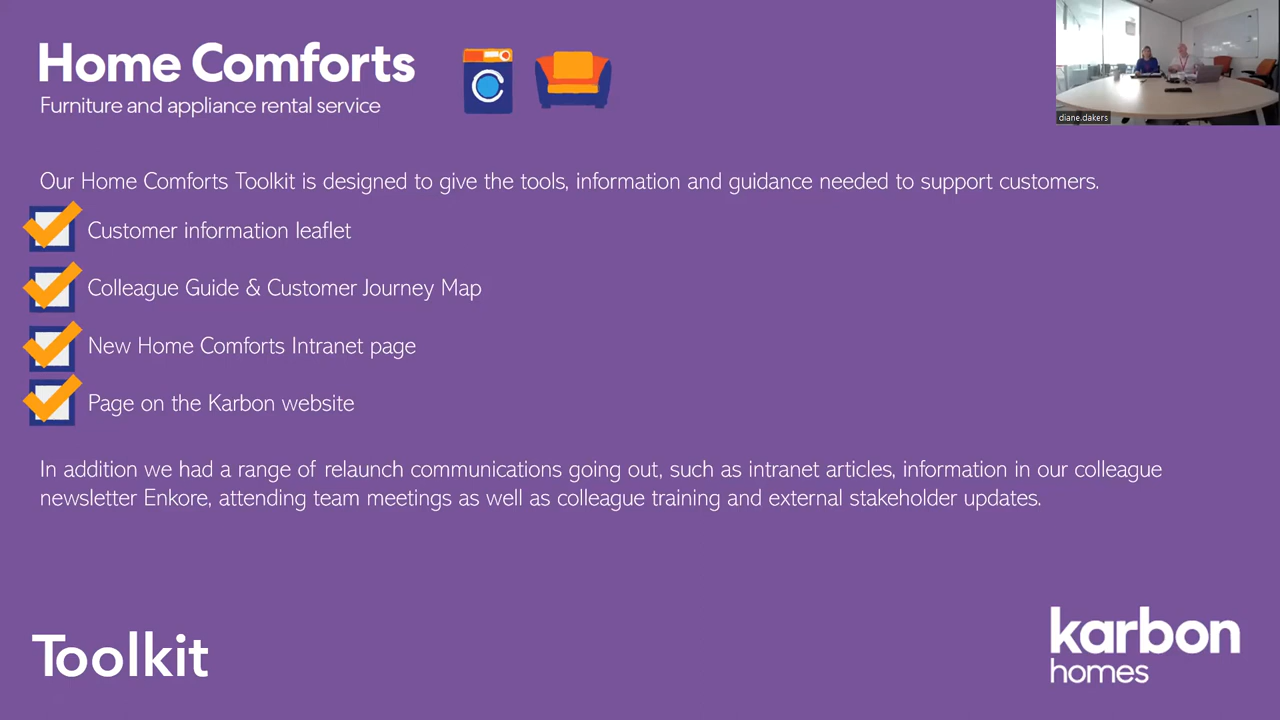 Home Comforts
Furniture and appliance rental service
diane.dakers
Our Home Comforts Toolkit is designed to give the tools, information and guidance needed to support customers.
Customer information leaflet
Colleague Guide & Customer Journey Map
New Home Comforts Intranet page
Page on the Karbon website
In addition we had a range of relaunch communications going out, such as intranet articles, information in our colleague
newsletter Enkore, attending team meetings as well as colleague training and external stakeholder updates.
Toolkit
karbon
homes